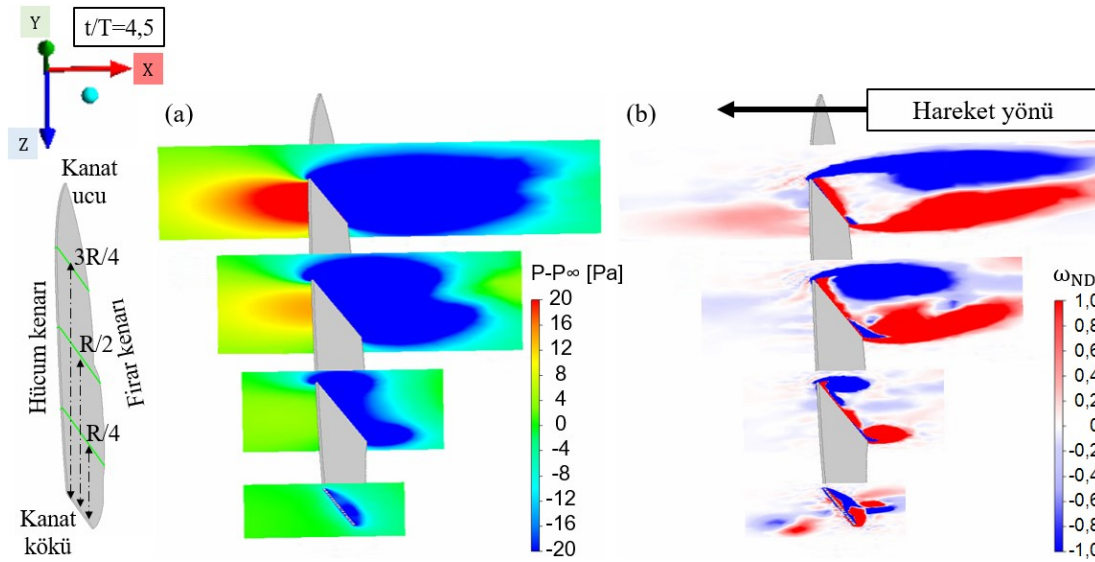 Y
t/T=4,5
X
Z
(a)
(b)
Hareket yönü
Kanat
ucu
3R/4
R/2
R/4
Hücum kenarı
Firar kenarı
Kanat
kökü
P-P∞ [Pa]
20
16
12
8
4
0
-4
-8
-12
-16
-20
ωND
1,0
0,8
0,6
0,4
0,2
0
-0,2
-0,4
-0,6
-0,8
-1,0